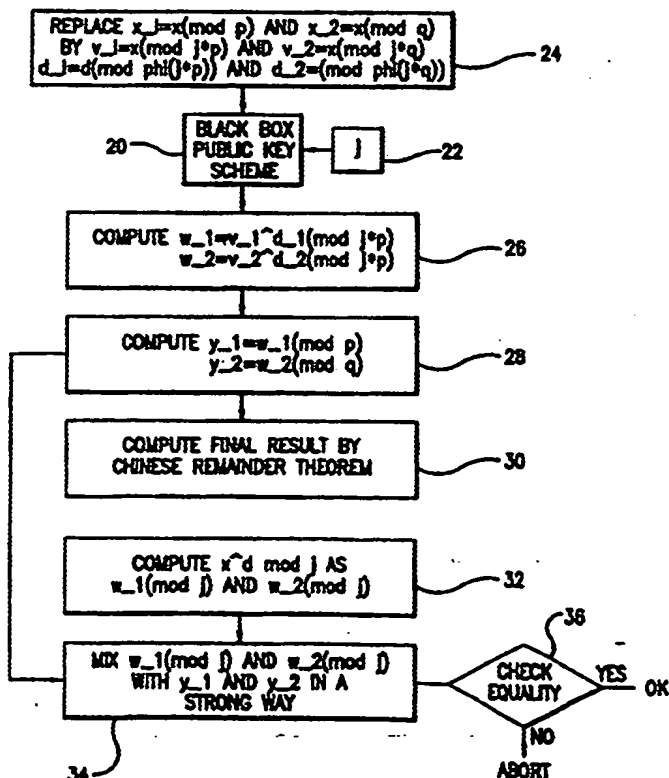 REPLACE x_i=x(mod p) AND x_2=x(mod q)
BY v_i=x(mod j*p) AND v_2=x(mod j*q)
d_i=d(mod phi(j*p)) AND d_2=(mod phi(j*q))
24
BLACK BOX
PUBLIC KEY
SCHEME
20
j
22
COMPUTE w_1=v_1^d_1(mod j*p)
w_2=v_2^d_2(mod j*p)
26
COMPUTE y_1=w_1(mod p)
y_2=w_2(mod q)
28
COMPUTE FINAL RESULT BY
CHINESE REMAINDER THEOREM
30
COMPUTE x^d mod j AS
w_1(mod j) AND w_2(mod j)
32
MIX w_1(mod j) AND w_2(mod j)
WITH y_1 AND y_2 IN A
STRONG WAY
34
36
CHECK
EQUALITY
YES
OK
NO
ABORT